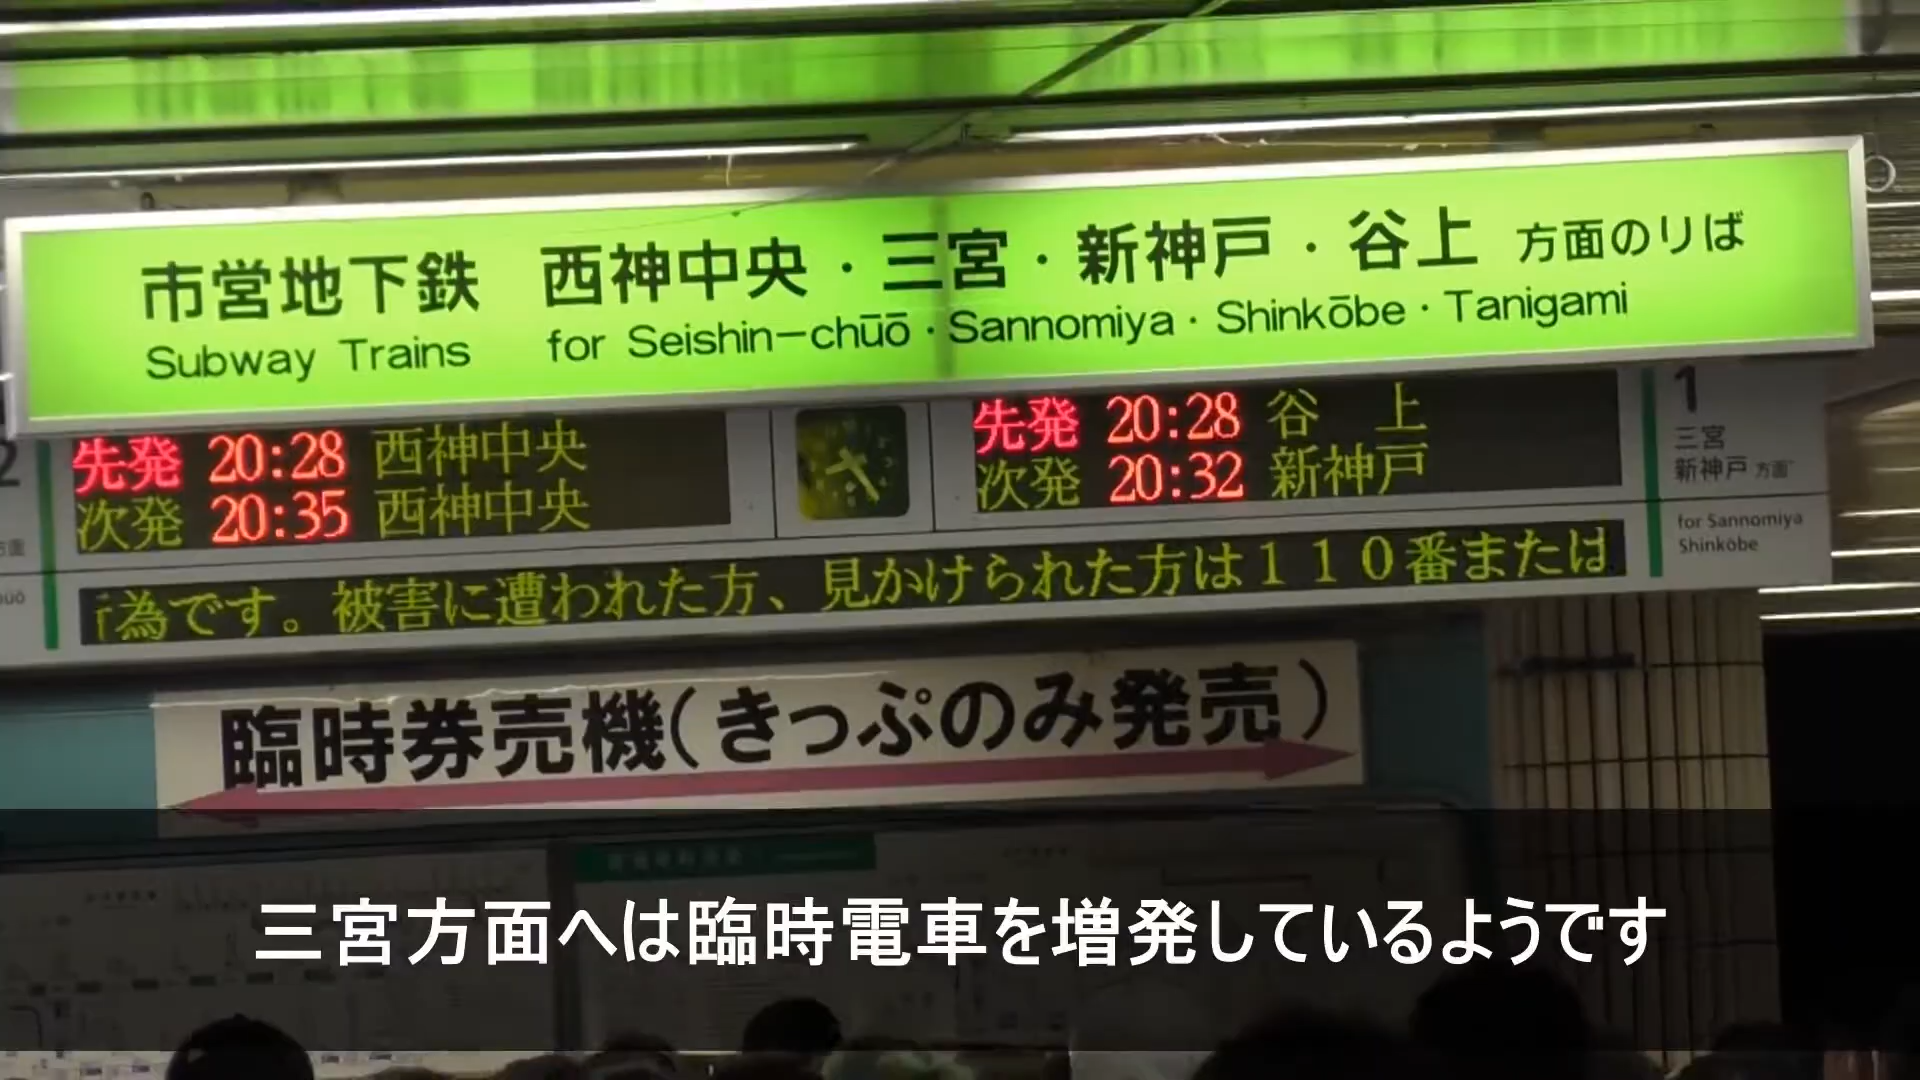 市営地下鉄 西神中央・三宮・新神戸・谷上 方面のりば
Subway Trains for Seishin-chūō・Sannomiya・Shinkōbe・Tanigami
2
先発 20:28 西神中央
次発 20:35 西神中央
先発 20:28 谷 上
次発 20:32 新神戸
1
三宮
新神戸 方面
for Sannomiya
Shinkōbe
為です。被害に遭われた方、見かけられた方は110番または
臨時券売機(きっぷのみ発売)
三宮方面へは臨時電車を増発しているようです